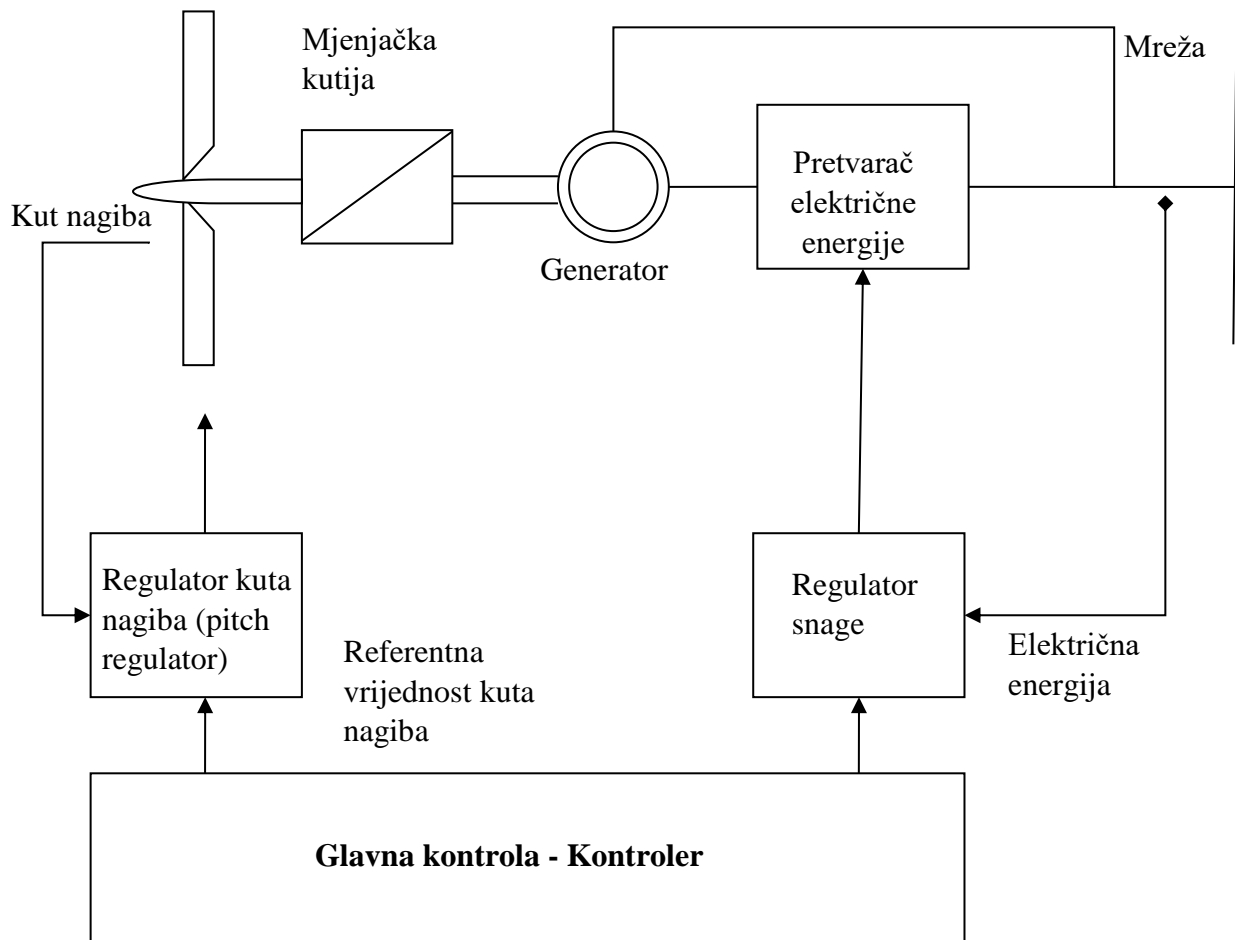 Mjenjačka
kutija
Mreža
Pretvarač
električne
energije
Kut nagiba
Generator
Regulator kuta
nagiba (pitch
regulator)
Referentna
vrijednost kuta
nagiba
Regulator
snage
Električna
energija
Glavna kontrola - Kontroler